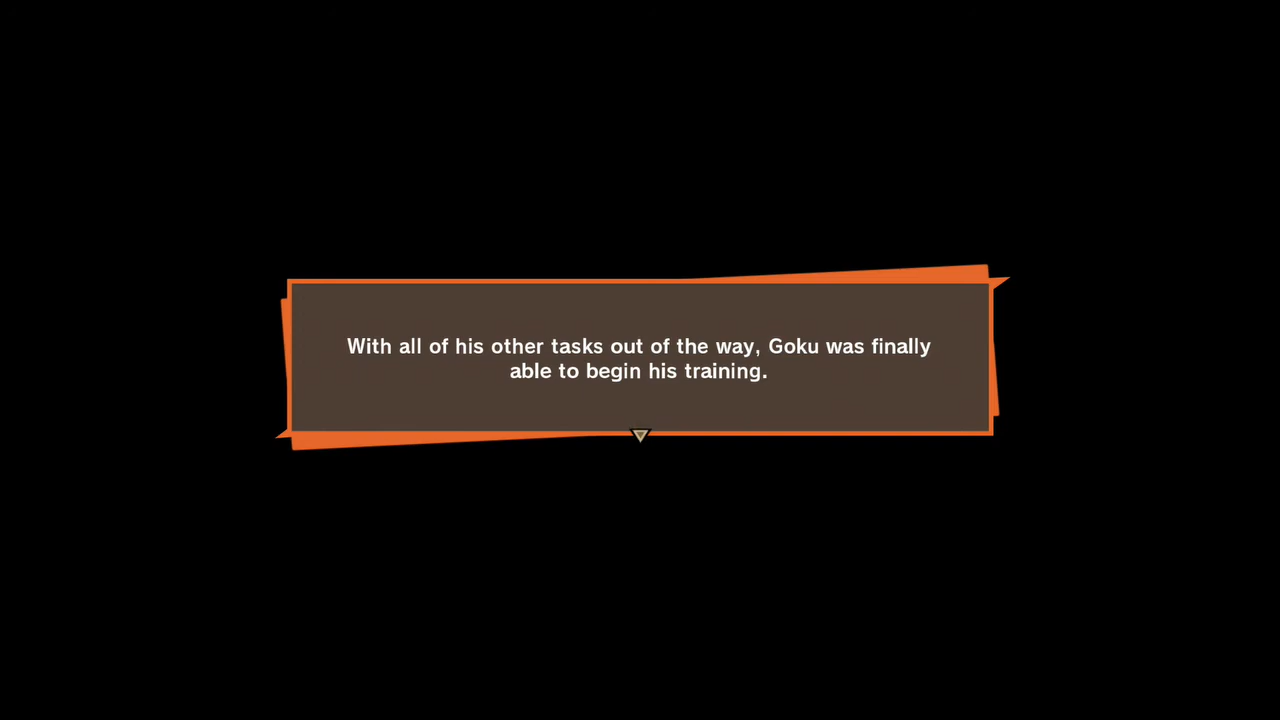 With all of his other tasks out of the way, Goku was finally
able to begin his training.